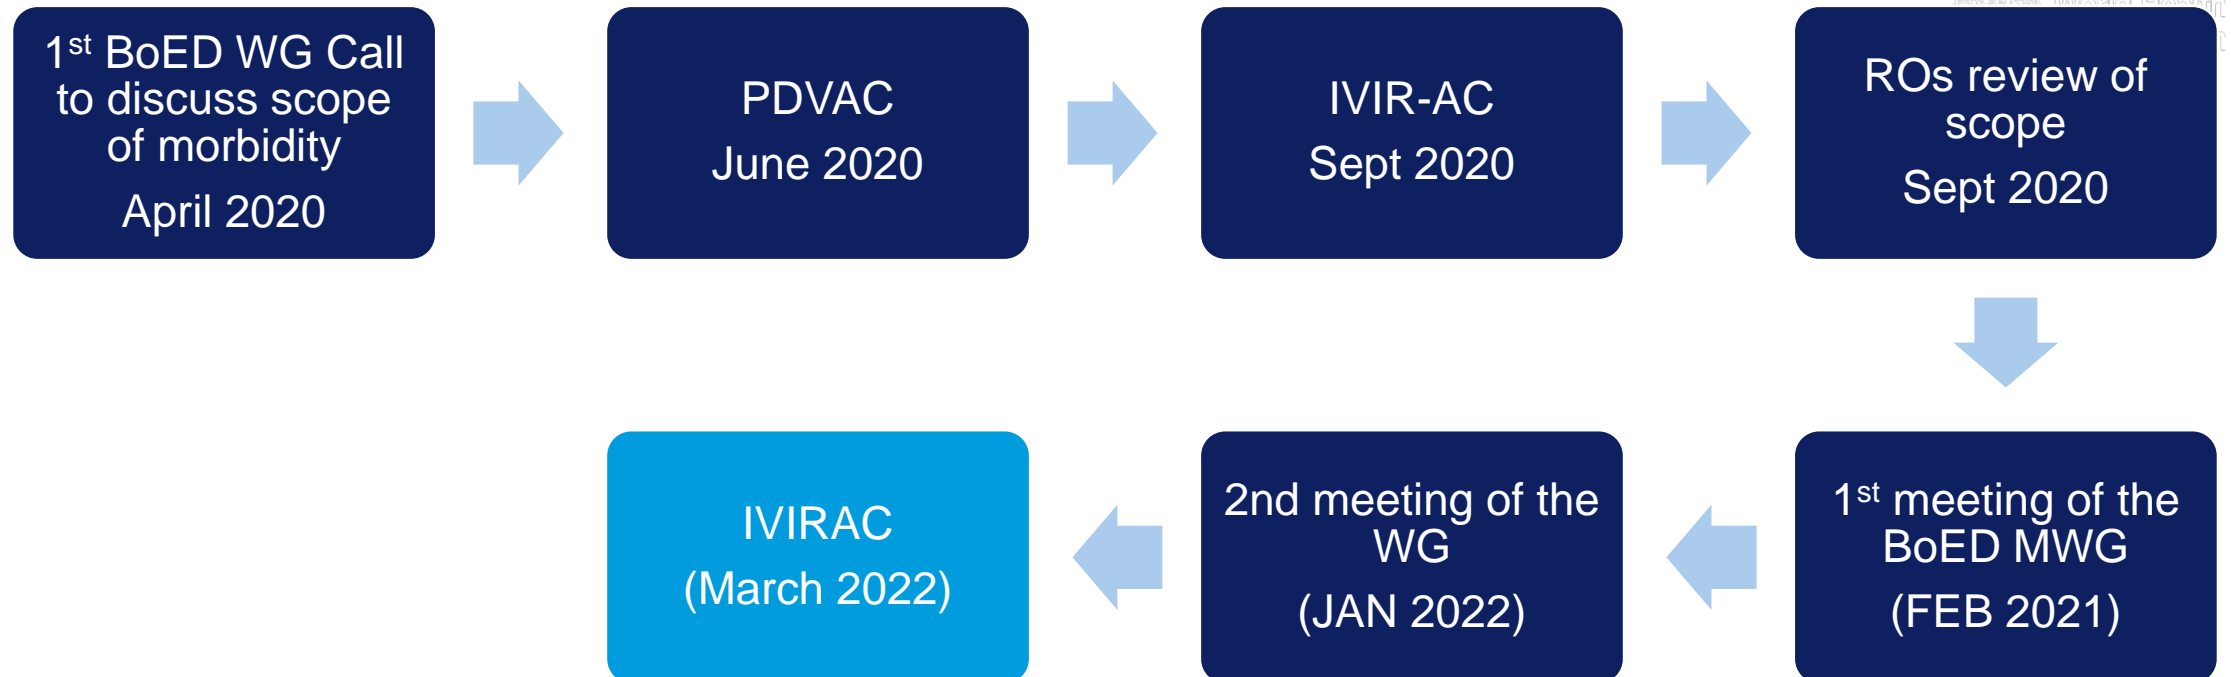 1st BoED WG Call
to discuss scope
of morbidity
April 2020
PDVAC
June 2020
IVIR-AC
Sept 2020
ROs review of
scope
Sept 2020
1st meeting of the
BoED MWG
(FEB 2021)
2nd meeting of the
WG
(JAN 2022)
IVIRAC
(March 2022)